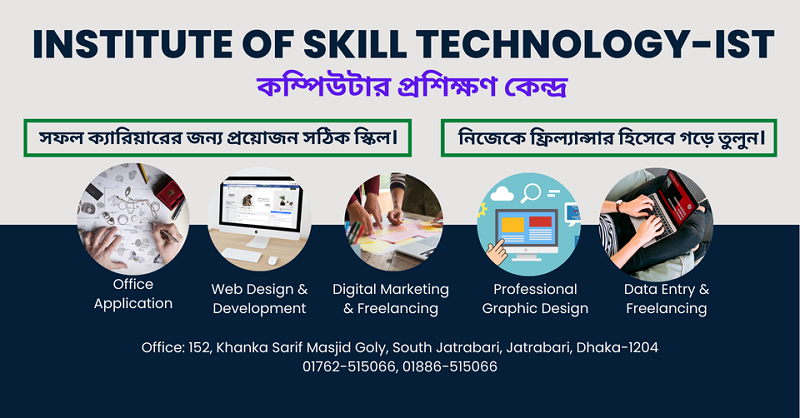 INSTITUTE OF SKILL TECHNOLOGY-IST
কম্পিউটার প্রশিক্ষণ কেন্দ্র
সফল ক্যারিয়ারের জন্য প্রয়োজন সঠিক স্কিল।
নিজেকে ফ্রিল্যান্সার হিসেবে গড়ে তুলুন।
Office
Application
Web Design &
Development
Digital Marketing
& Freelancing
Professional
Graphic Design
Data Entry &
Freelancing
Office: 152, Khanka Sarif Masjid Goly, South Jatrabari, Jatrabari, Dhaka-1204
01762-515066, 01886-515066